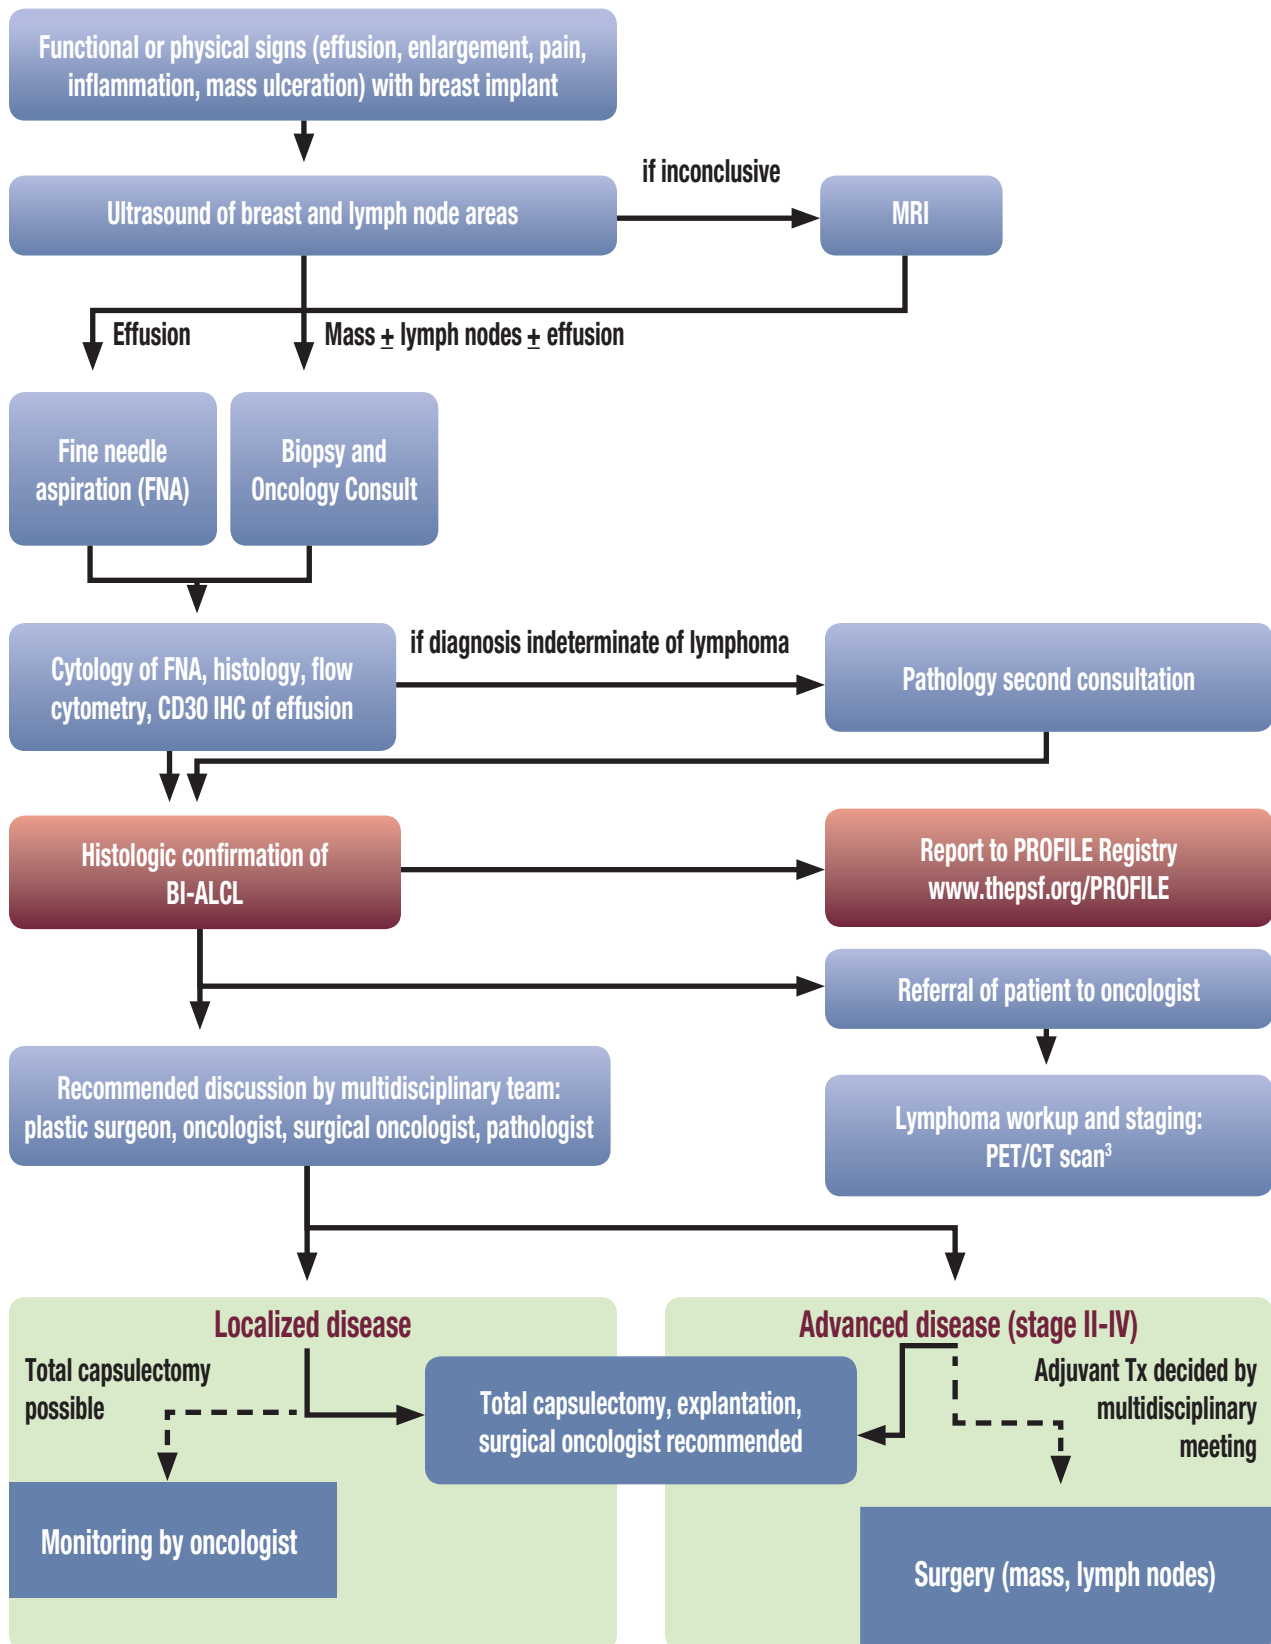 Functional or physical signs (effusion, enlargement, pain,
inflammation, mass ulceration) with breast implant
if inconclusive
Ultrasound of breast and lymph node areas
MRI
Effusion
Mass ± lymph nodes ± effusion
Fine needle
aspiration (FNA)
Biopsy and
Oncology Consult
if diagnosis indeterminate of lymphoma
Cytology of FNA, histology, flow
cytometry, CD30 IHC of effusion
Pathology second consultation
Histologic confirmation of
BI-ALCL
Report to PROFILE Registry
www.thepsf.org/PROFILE
Referral of patient to oncologist
Recommended discussion by multidisciplinary team:
plastic surgeon, oncologist, surgical oncologist, pathologist
Lymphoma workup and staging:
PET/CT scan³
Localized disease
Total capsulectomy
possible
Total capsulectomy, explantation,
surgical oncologist recommended
Monitoring by oncologist
Advanced disease (stage II-IV)
Adjuvant Tx decided by
multidisciplinary
meeting
Surgery (mass, lymph nodes)